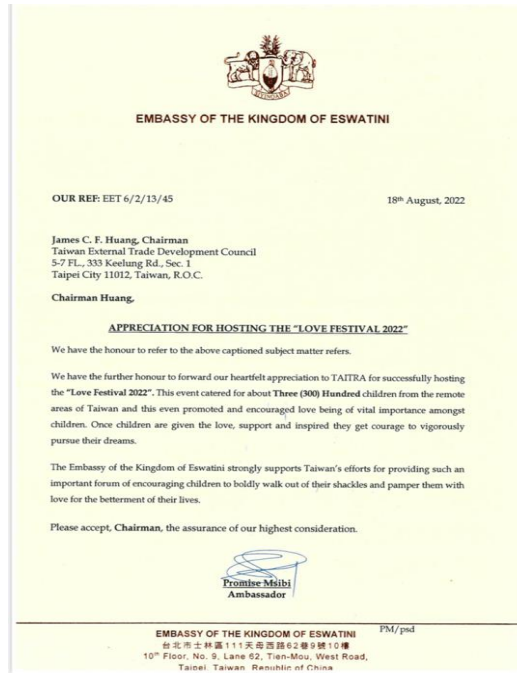 SIYINQABA
EMBASSY OF THE KINGDOM OF ESWATINI
OUR REF: EET 6/2/13/45
18th August, 2022
James C. F. Huang, Chairman
Taiwan External Trade Development Council
5-7 FL., 333 Keelung Rd., Sec. 1
Taipei City 11012, Taiwan, R.O.C.
Chairman Huang,
APPRECIATION FOR HOSTING THE "LOVE FESTIVAL 2022"
We have the honour to refer to the above captioned subject matter refers.
We have the further honour to forward our heartfelt appreciation to TAITRA for successfully hosting
the "Love Festival 2022". This event catered for about Three (300) Hundred children from the remote
areas of Taiwan and this even promoted and encouraged love being of vital importance amongst
children. Once children are given the love, support and inspired they get courage to vigorously
pursue their dreams.
The Embassy of the Kingdom of Eswatini strongly supports Taiwan's efforts for providing such an
important forum of encouraging children to boldly walk out of their shackles and pamper them with
love for the betterment of their lives.
Please accept, Chairman, the assurance of our highest consideration.
Promise Msibi
Ambassador
PM/psd
EMBASSY OF THE KINGDOM OF ESWATINI
台北市士林區111天母西路62巷9號10樓
10th Floor, No. 9, Lane 62, Tien-Mou, West Road,
Taipei, Taiwan, Republic of China